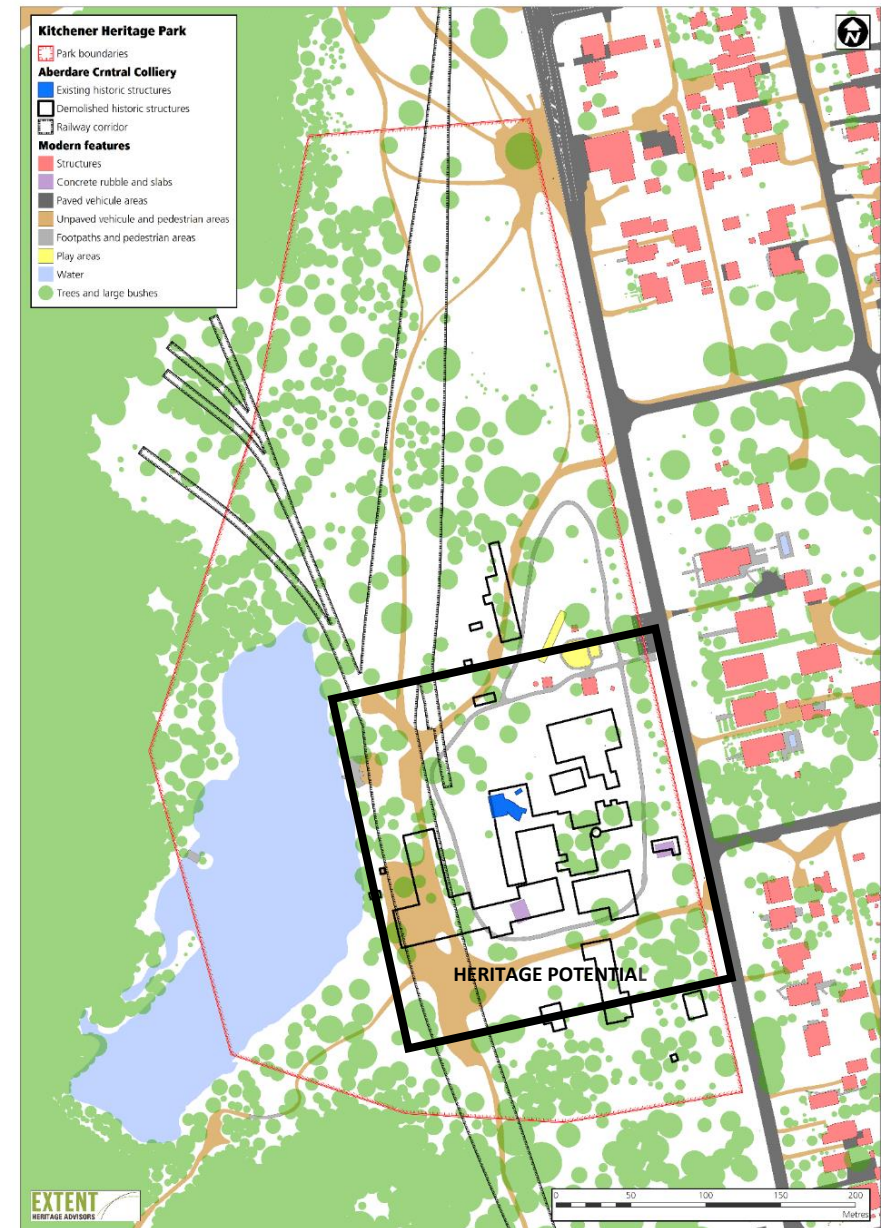 Kitchener Heritage Park
Park boundaries
Aberdare Crntral Colliery
Existing historic structures
Demolished historic structures
Railway corridor
Modern features
Structures
Concrete rubble and slabs
Paved vehicule areas
Unpaved vehicule and pedestrian areas
Footpaths and pedestrian areas
Play areas
Water
Trees and large bushes
N
HERITAGE POTENTIAL
EXTENT
HERITAGE ADVISORS
0 50 100 150 200
Metres